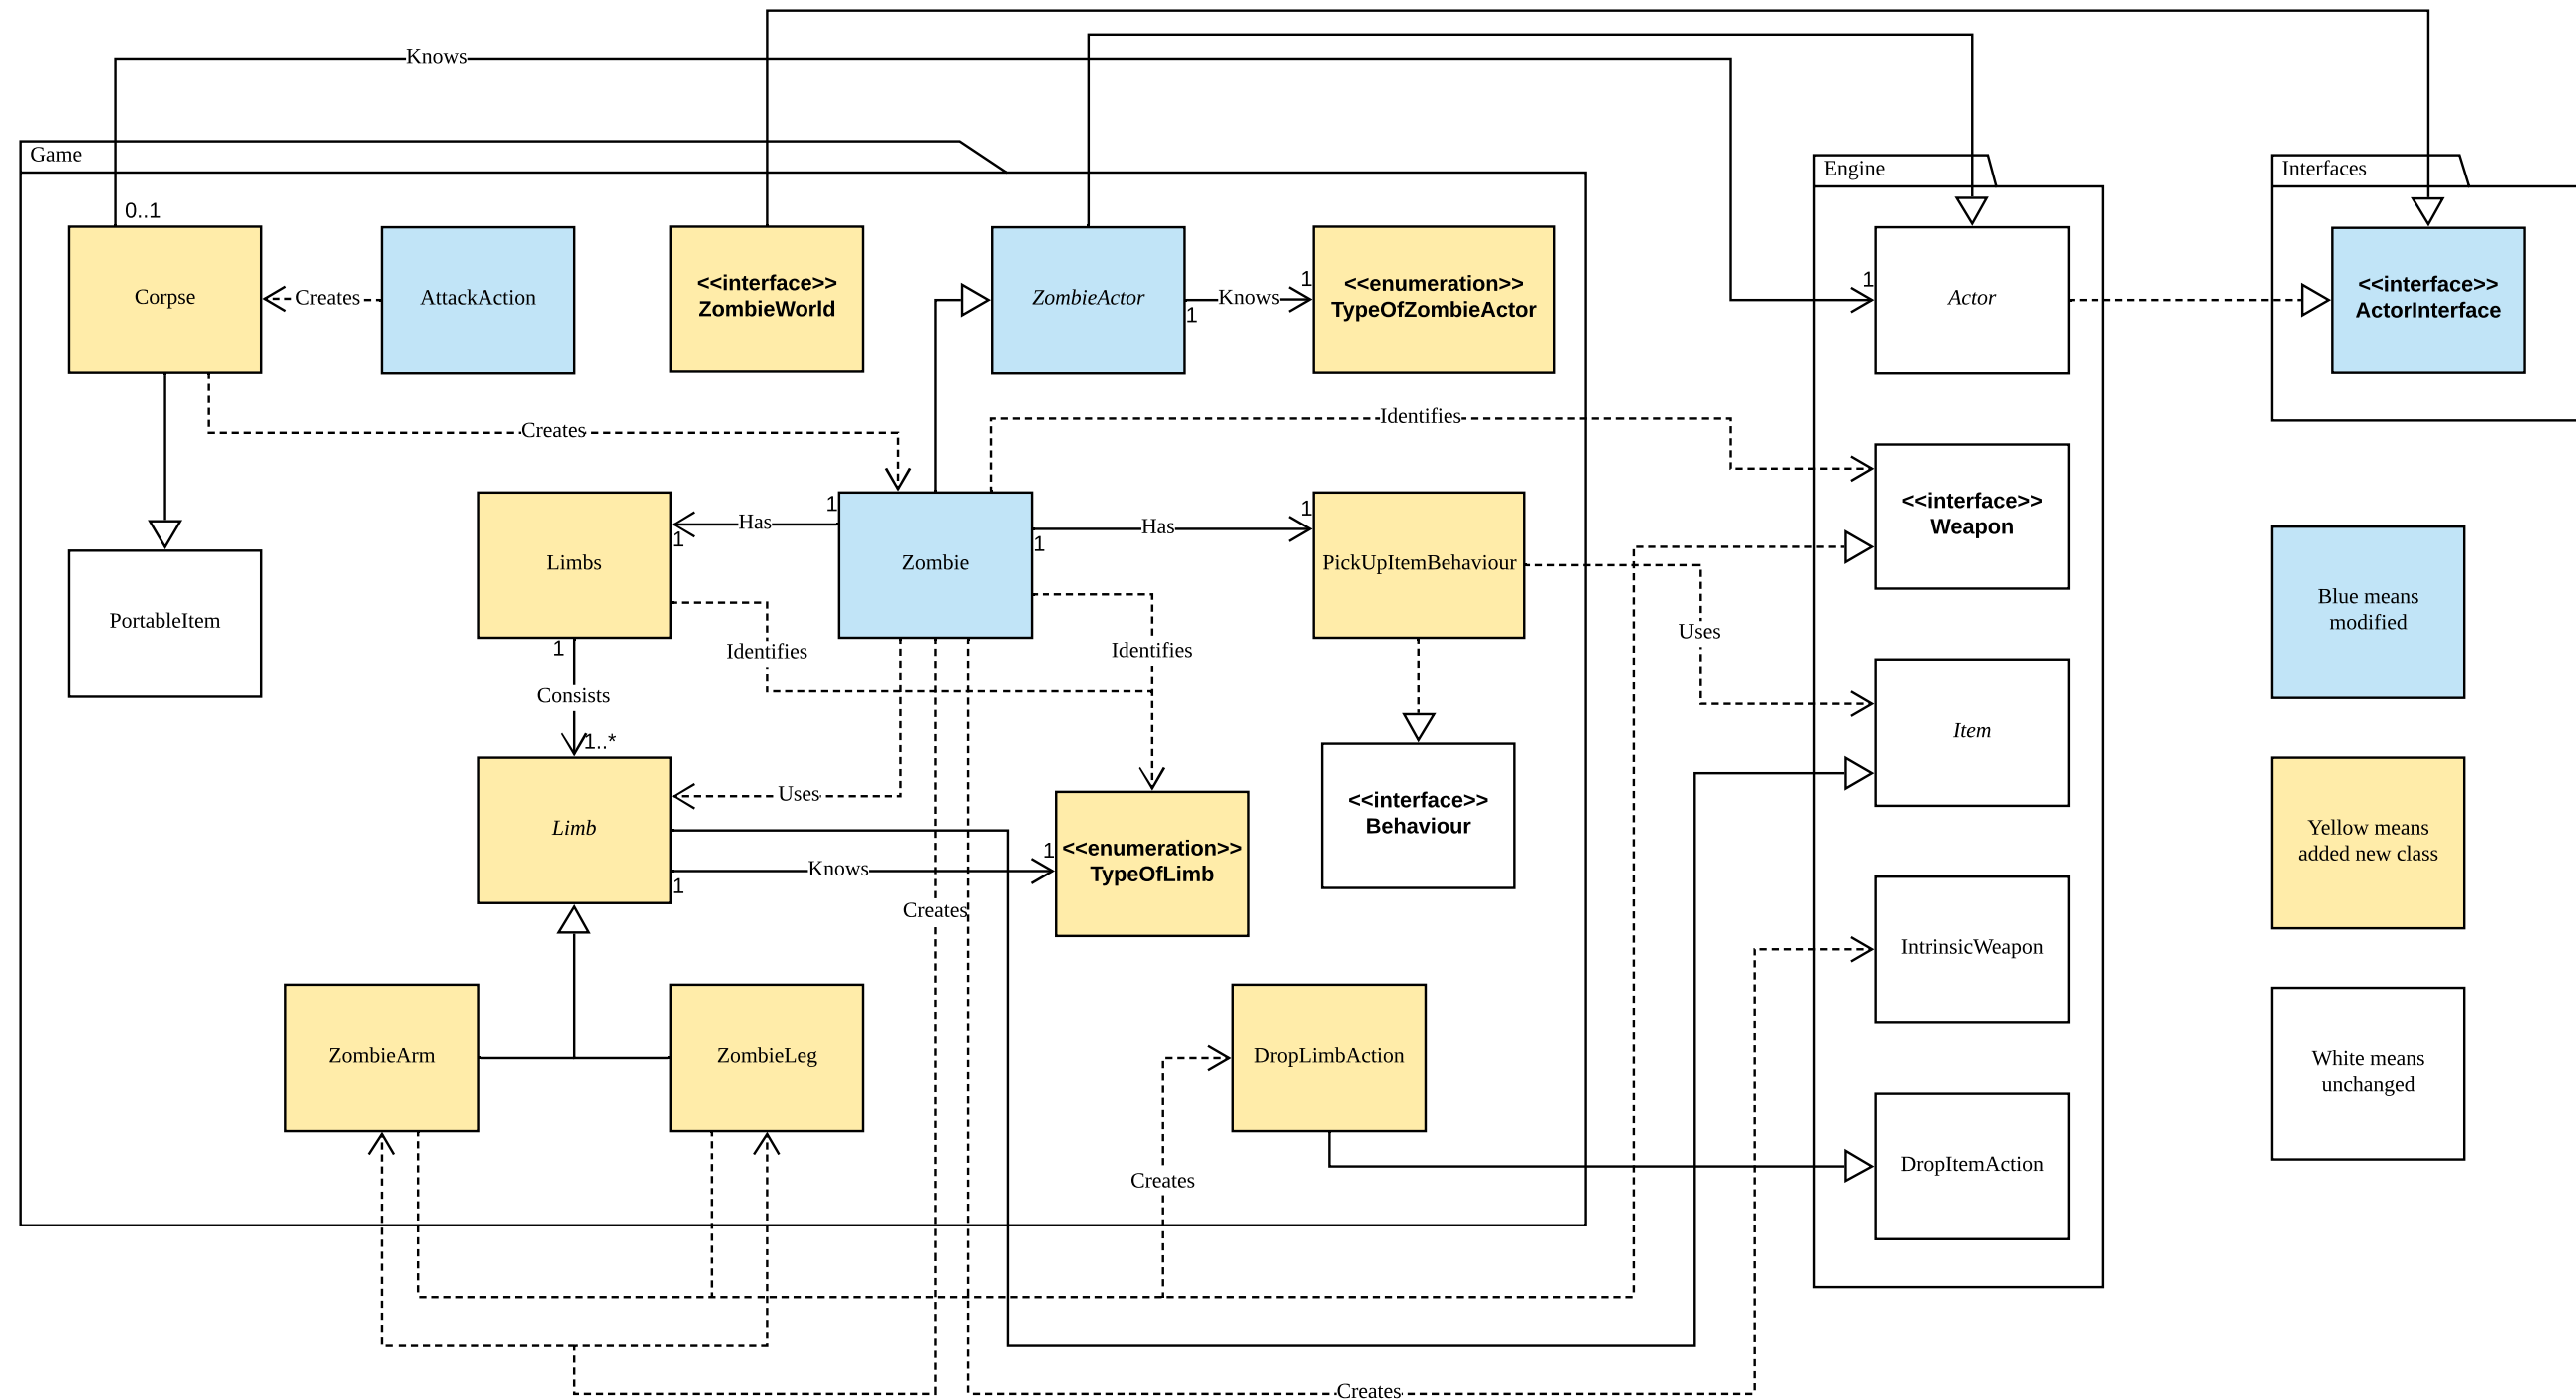 Knows
Game
Engine
Interfaces
0..1
Corpse
Creates
AttackAction
<<interface>>
ZombieWorld
ZombieActor
1
Knows
1
<<enumeration>>
TypeOfZombieActor
1
Actor
<<interface>>
ActorInterface
Creates
Identifies
Limbs
1
Has
1
Zombie
1
Has
1
PickUpItemBehaviour
<<interface>>
Weapon
PortableItem
Blue means
modified
1
Consists
1..*
Identifies
Identifies
Uses
Item
Limb
Uses
1
Knows
1
<<enumeration>>
TypeOfLimb
<<interface>>
Behaviour
Yellow means
added new class
Creates
IntrinsicWeapon
ZombieArm
ZombieLeg
DropLimbAction
White means
unchanged
Creates
DropItemAction
Creates